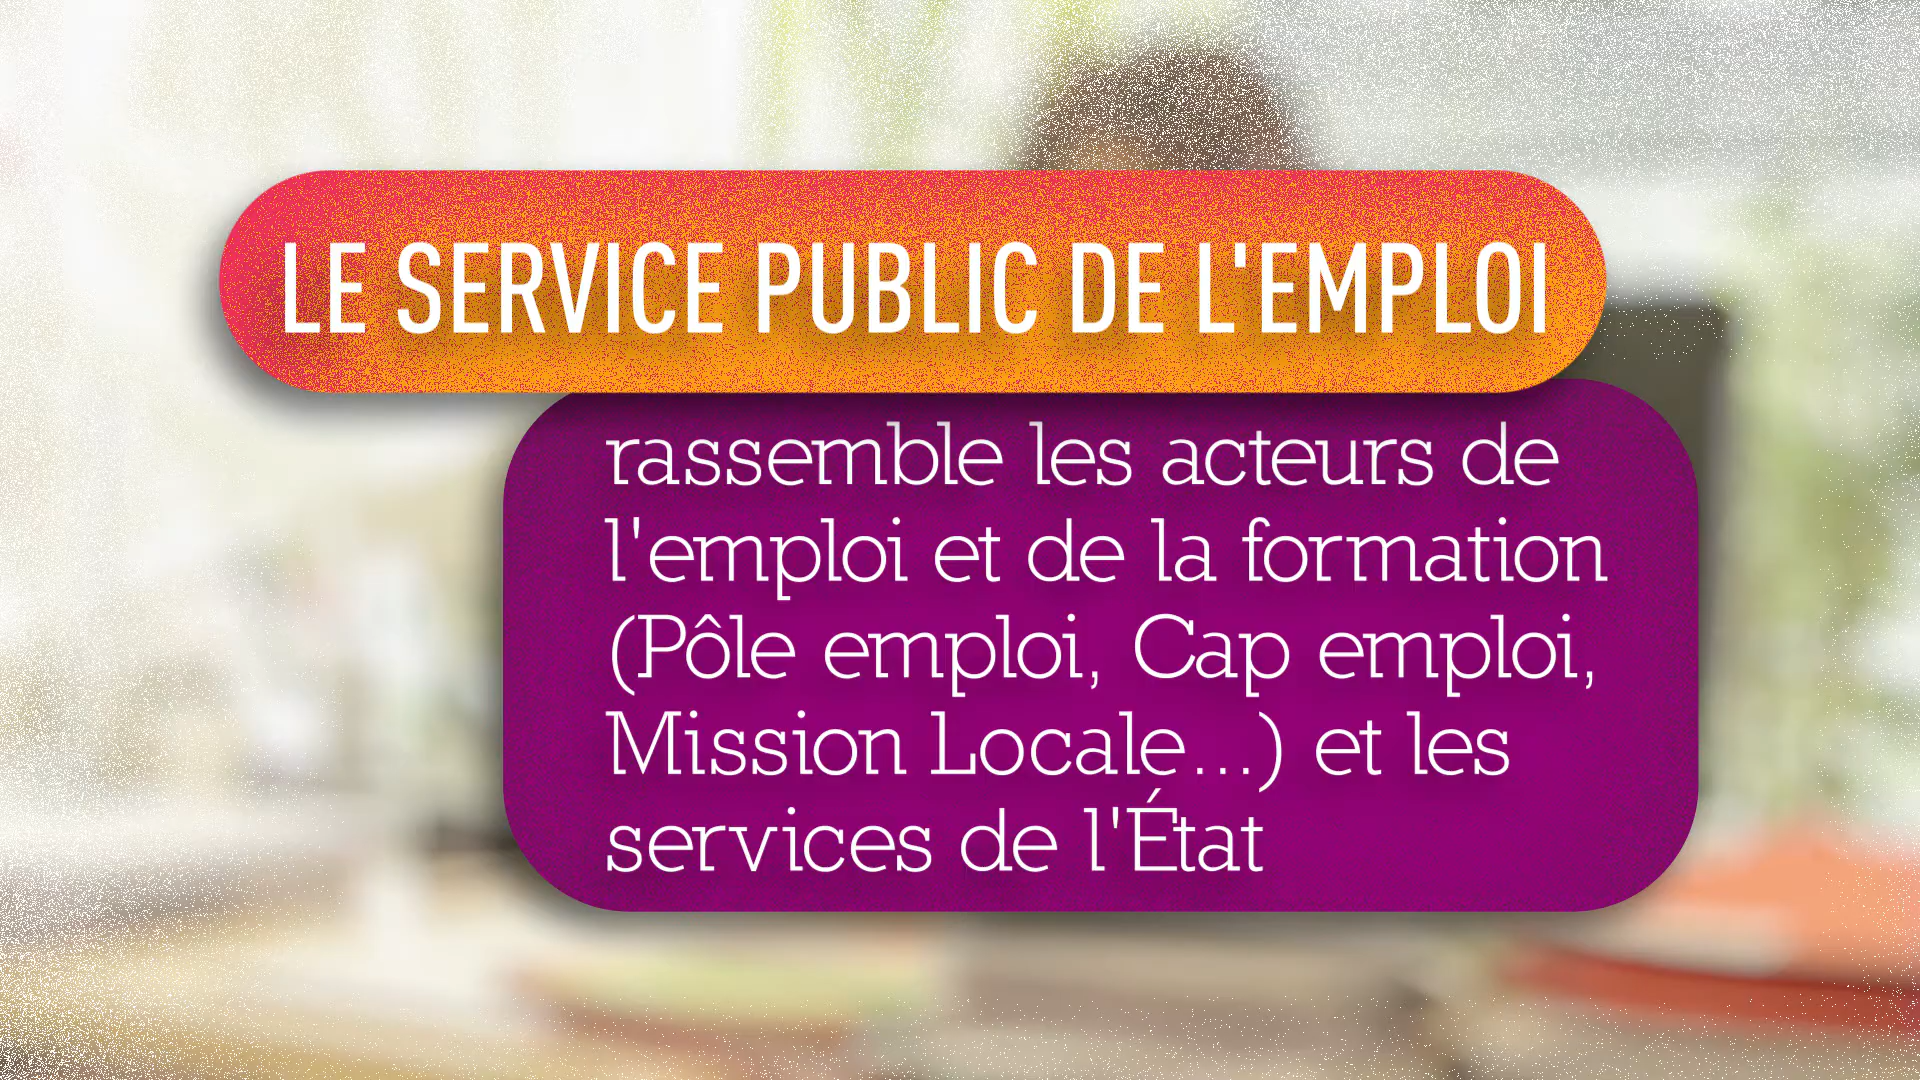 LE SERVICE PUBLIC DE L'EMPLOI
rassemble les acteurs de
l'emploi et de la formation
(Pôle emploi, Cap emploi,
Mission Locale...) et les
services de l'État